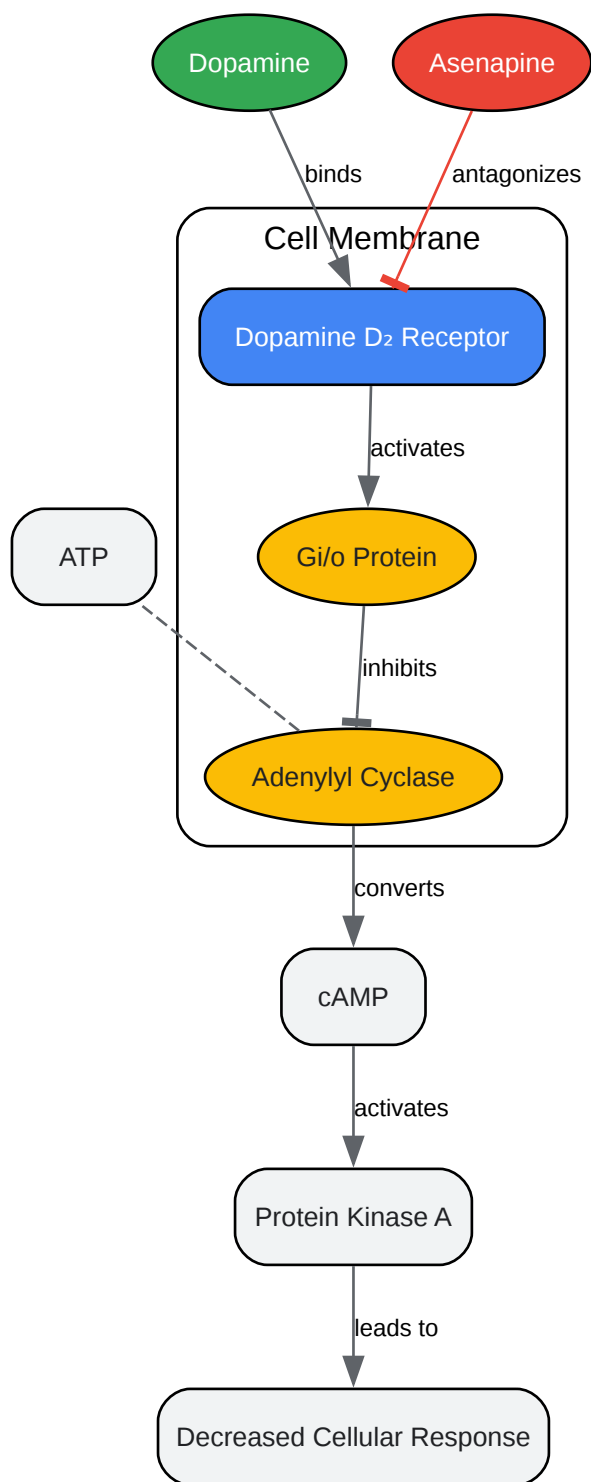 Dopamine
Asenapine
binds
antagonizes
Cell Membrane
Dopamine D₂ Receptor
activates
ATP
Gi/o Protein
inhibits
Adenylyl Cyclase
converts
cAMP
activates
Protein Kinase A
leads to
Decreased Cellular Response